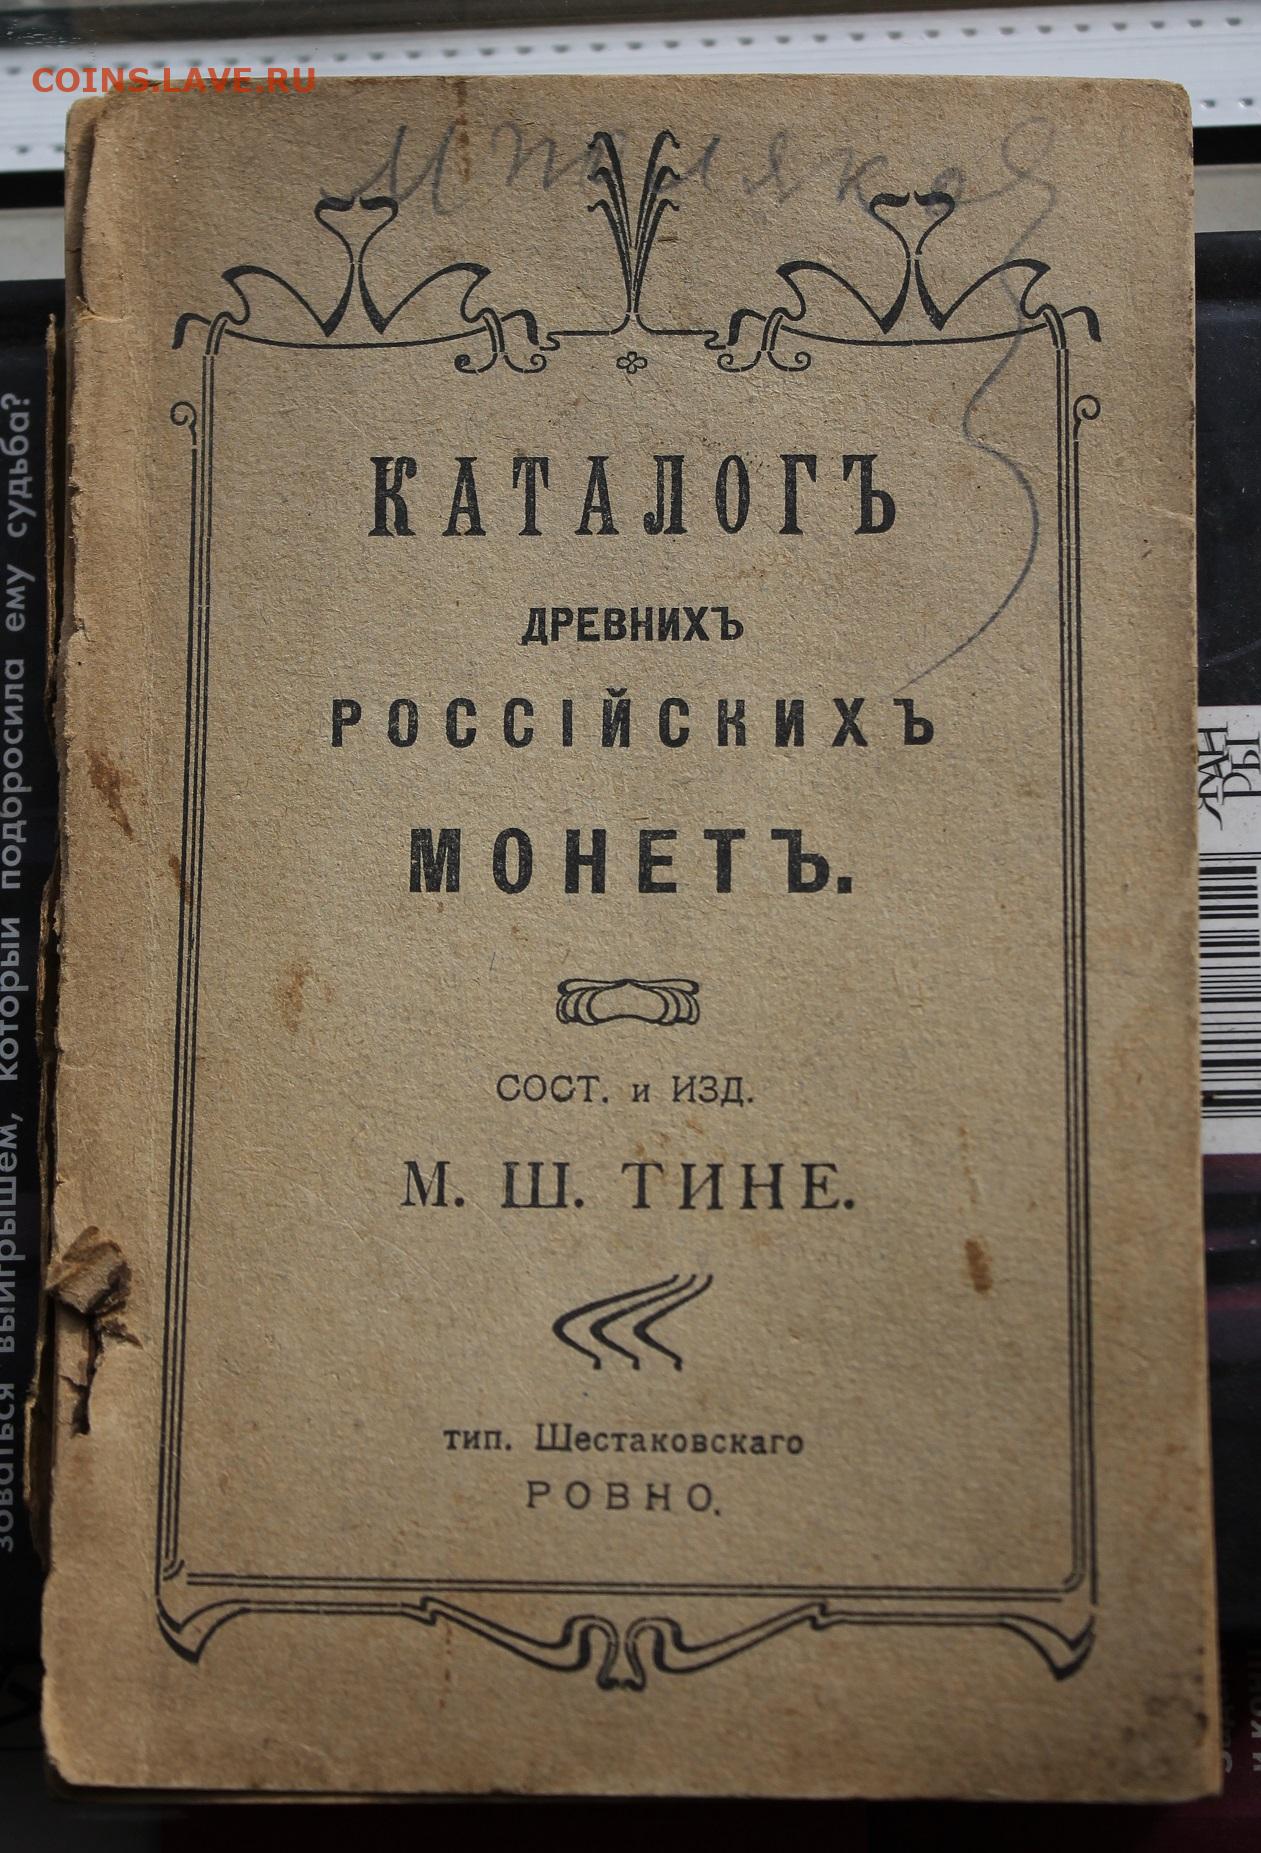 COINS.LAVE.RU
КАТАЛОГЪ
ДРЕВНИХЪ
РОССІЙСКИХЪ
МОНЕТЪ.
СОСТ. и ИЗД.
М. Ш. ТИНЕ.
тип. Шестаковскаго
РОВНО.
зоваться выигрышем, который подбросила ему судьба?